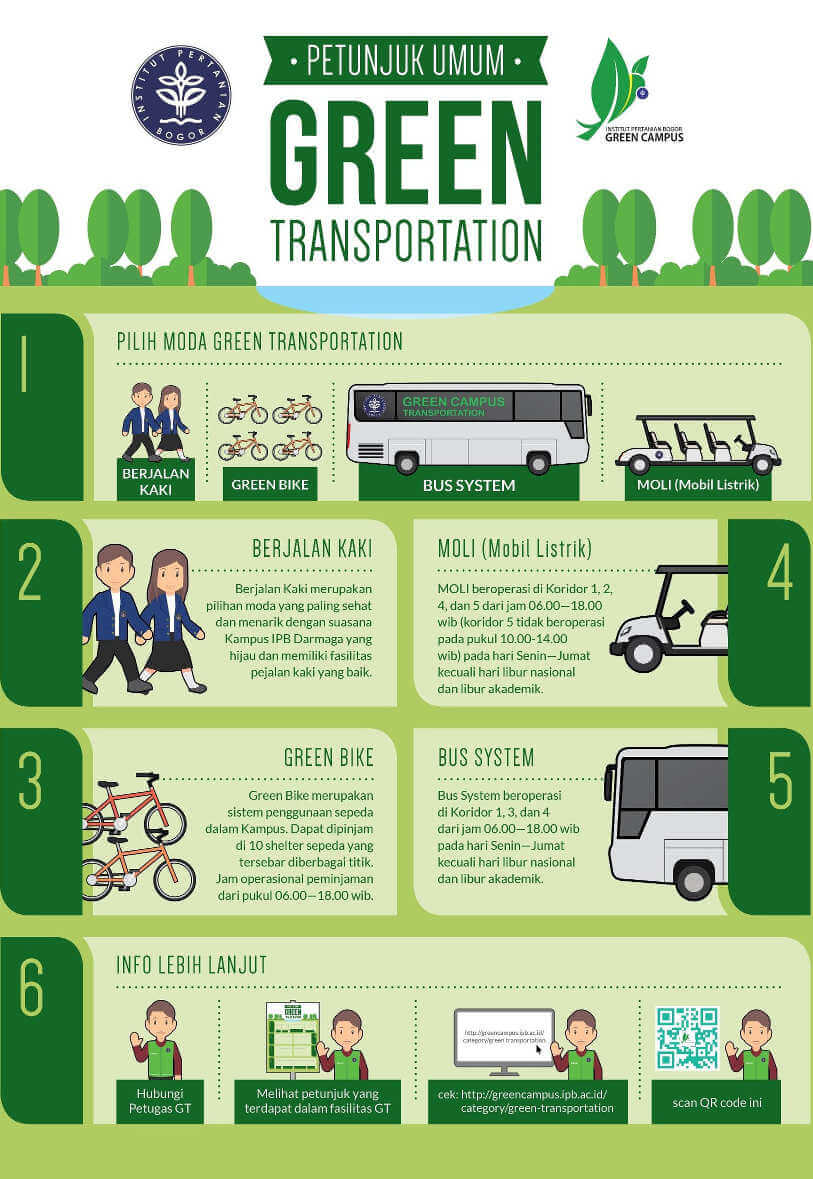 INSTITUT PERTANIAN
BOGOR
• PETUNJUK UMUM •
GREEN
TRANSPORTATION
INSTITUT PERTANIAN BOGOR
GREEN CAMPUS
1
PILIH MODA GREEN TRANSPORTATION
BERJALAN
KAKI
GREEN BIKE
GREEN CAMPUS
TRANSPORTATION
BUS SYSTEM
MOLI (Mobil Listrik)
2
BERJALAN KAKI
Berjalan Kaki merupakan
pilihan moda yang paling sehat
dan menarik dengan suasana
Kampus IPB Darmaga yang
hijau dan memiliki fasilitas
pejalan kaki yang baik.
3
GREEN BIKE
Green Bike merupakan
sistem penggunaan sepeda
dalam Kampus. Dapat dipinjam
di 10 shelter sepeda yang
tersebar diberbagai titik.
Jam operasional peminjaman
dari pukul 06.00—18.00 wib.
4
MOLI (Mobil Listrik)
MOLI beroperasi di Koridor 1, 2,
4, dan 5 dari jam 06.00—18.00
wib (koridor 5 tidak beroperasi
pada pukul 10.00-14.00
wib) pada hari Senin—Jumat
kecuali hari libur nasional
dan libur akademik.
5
BUS SYSTEM
Bus System beroperasi
di Koridor 1, 3, dan 4
dari jam 06.00—18.00 wib
pada hari Senin—Jumat
kecuali hari libur nasional
dan libur akademik.
6
INFO LEBIH LANJUT
Hubungi
Petugas GT
GREEN
Melihat petunjuk yang
terdapat dalam fasilitas GT
http://greencampus.ipb.ac.id/
category/green transportation
cek: http://greencampus.ipb.ac.id/
category/green-transportation
scan QR code ini